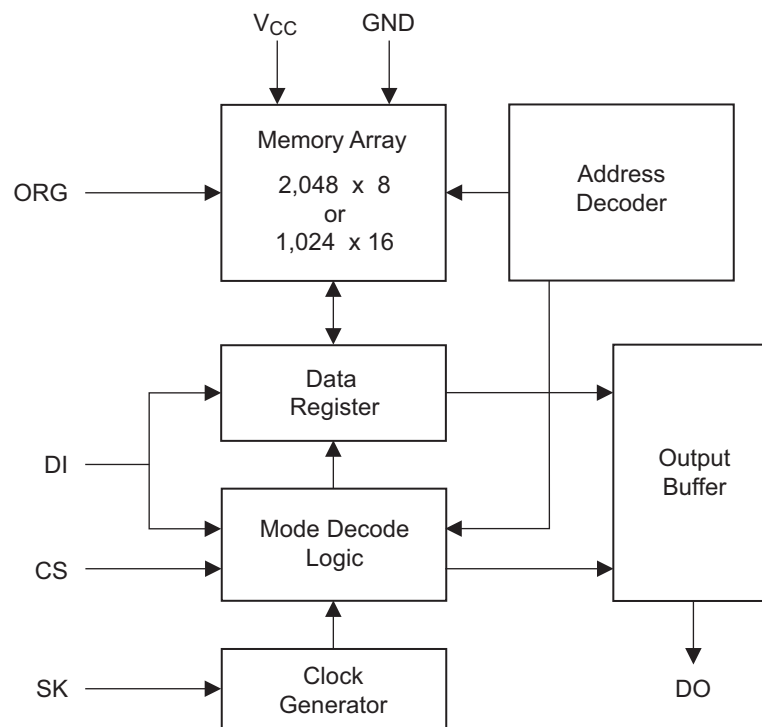 V_CC GND
Memory Array
2,048 x 8
or
1,024 x 16
Address
Decoder
ORG
Data
Register
DI
Output
Buffer
Mode Decode
Logic
CS
Clock
Generator
SK
DO